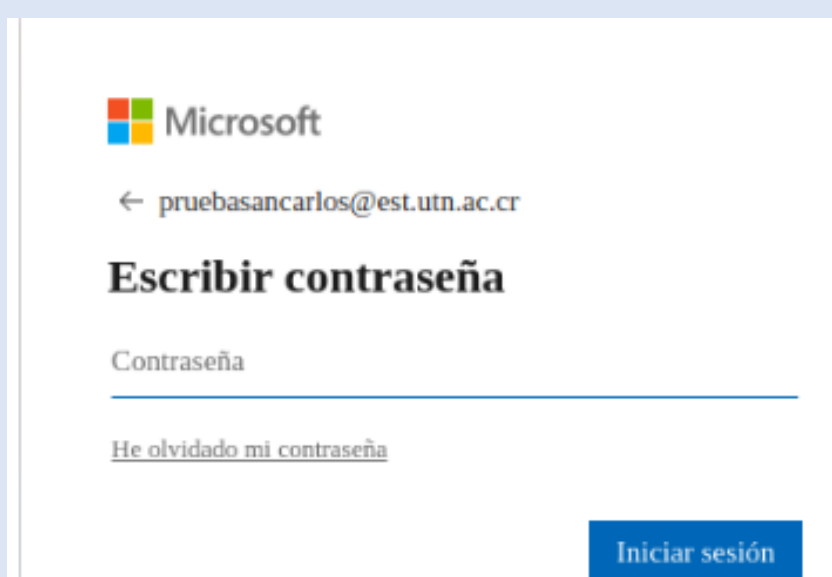 Microsoft
← pruebasancarlos@est.utn.ac.cr
Escribir contraseña
Contraseña
He olvidado mi contraseña
Iniciar sesión